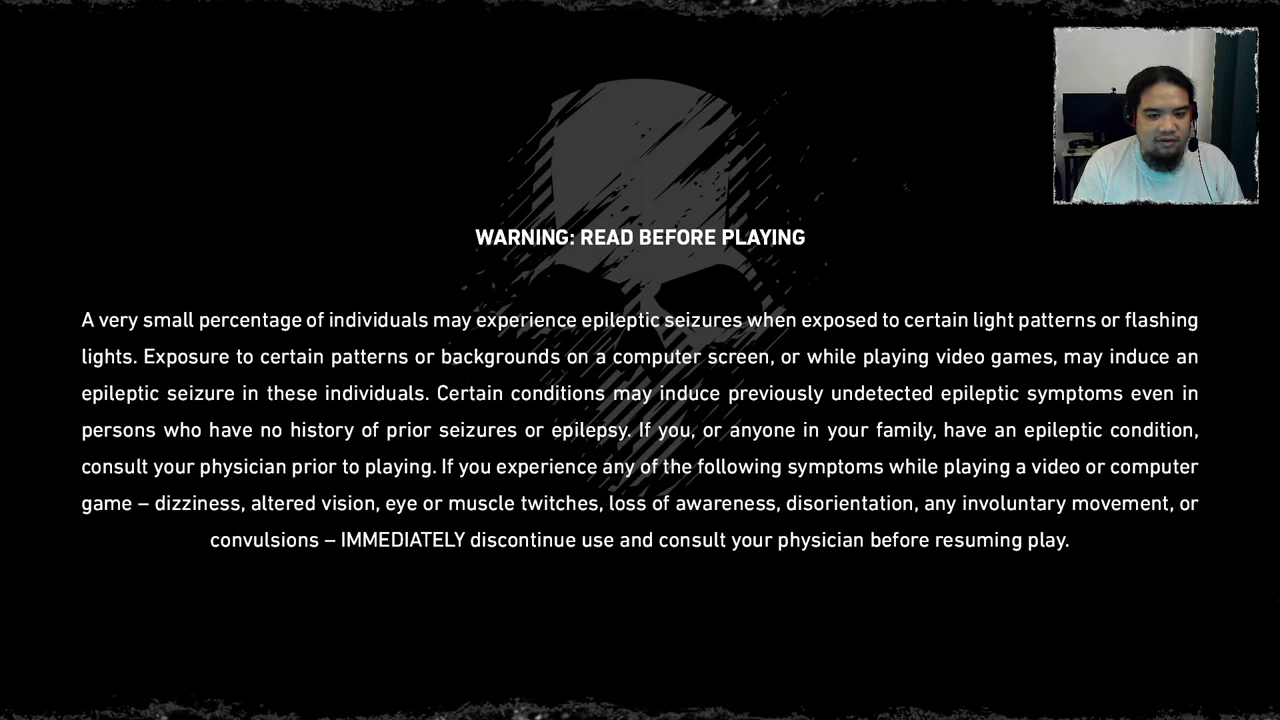 WARNING: READ BEFORE PLAYING
A very small percentage of individuals may experience epileptic seizures when exposed to certain light patterns or flashing
lights. Exposure to certain patterns or backgrounds on a computer screen, or while playing video games, may induce an
epileptic seizure in these individuals. Certain conditions may induce previously undetected epileptic symptoms even in
persons who have no history of prior seizures or epilepsy. If you, or anyone in your family, have an epileptic condition,
consult your physician prior to playing. If you experience any of the following symptoms while playing a video or computer
game – dizziness, altered vision, eye or muscle twitches, loss of awareness, disorientation, any involuntary movement, or
convulsions – IMMEDIATELY discontinue use and consult your physician before resuming play.